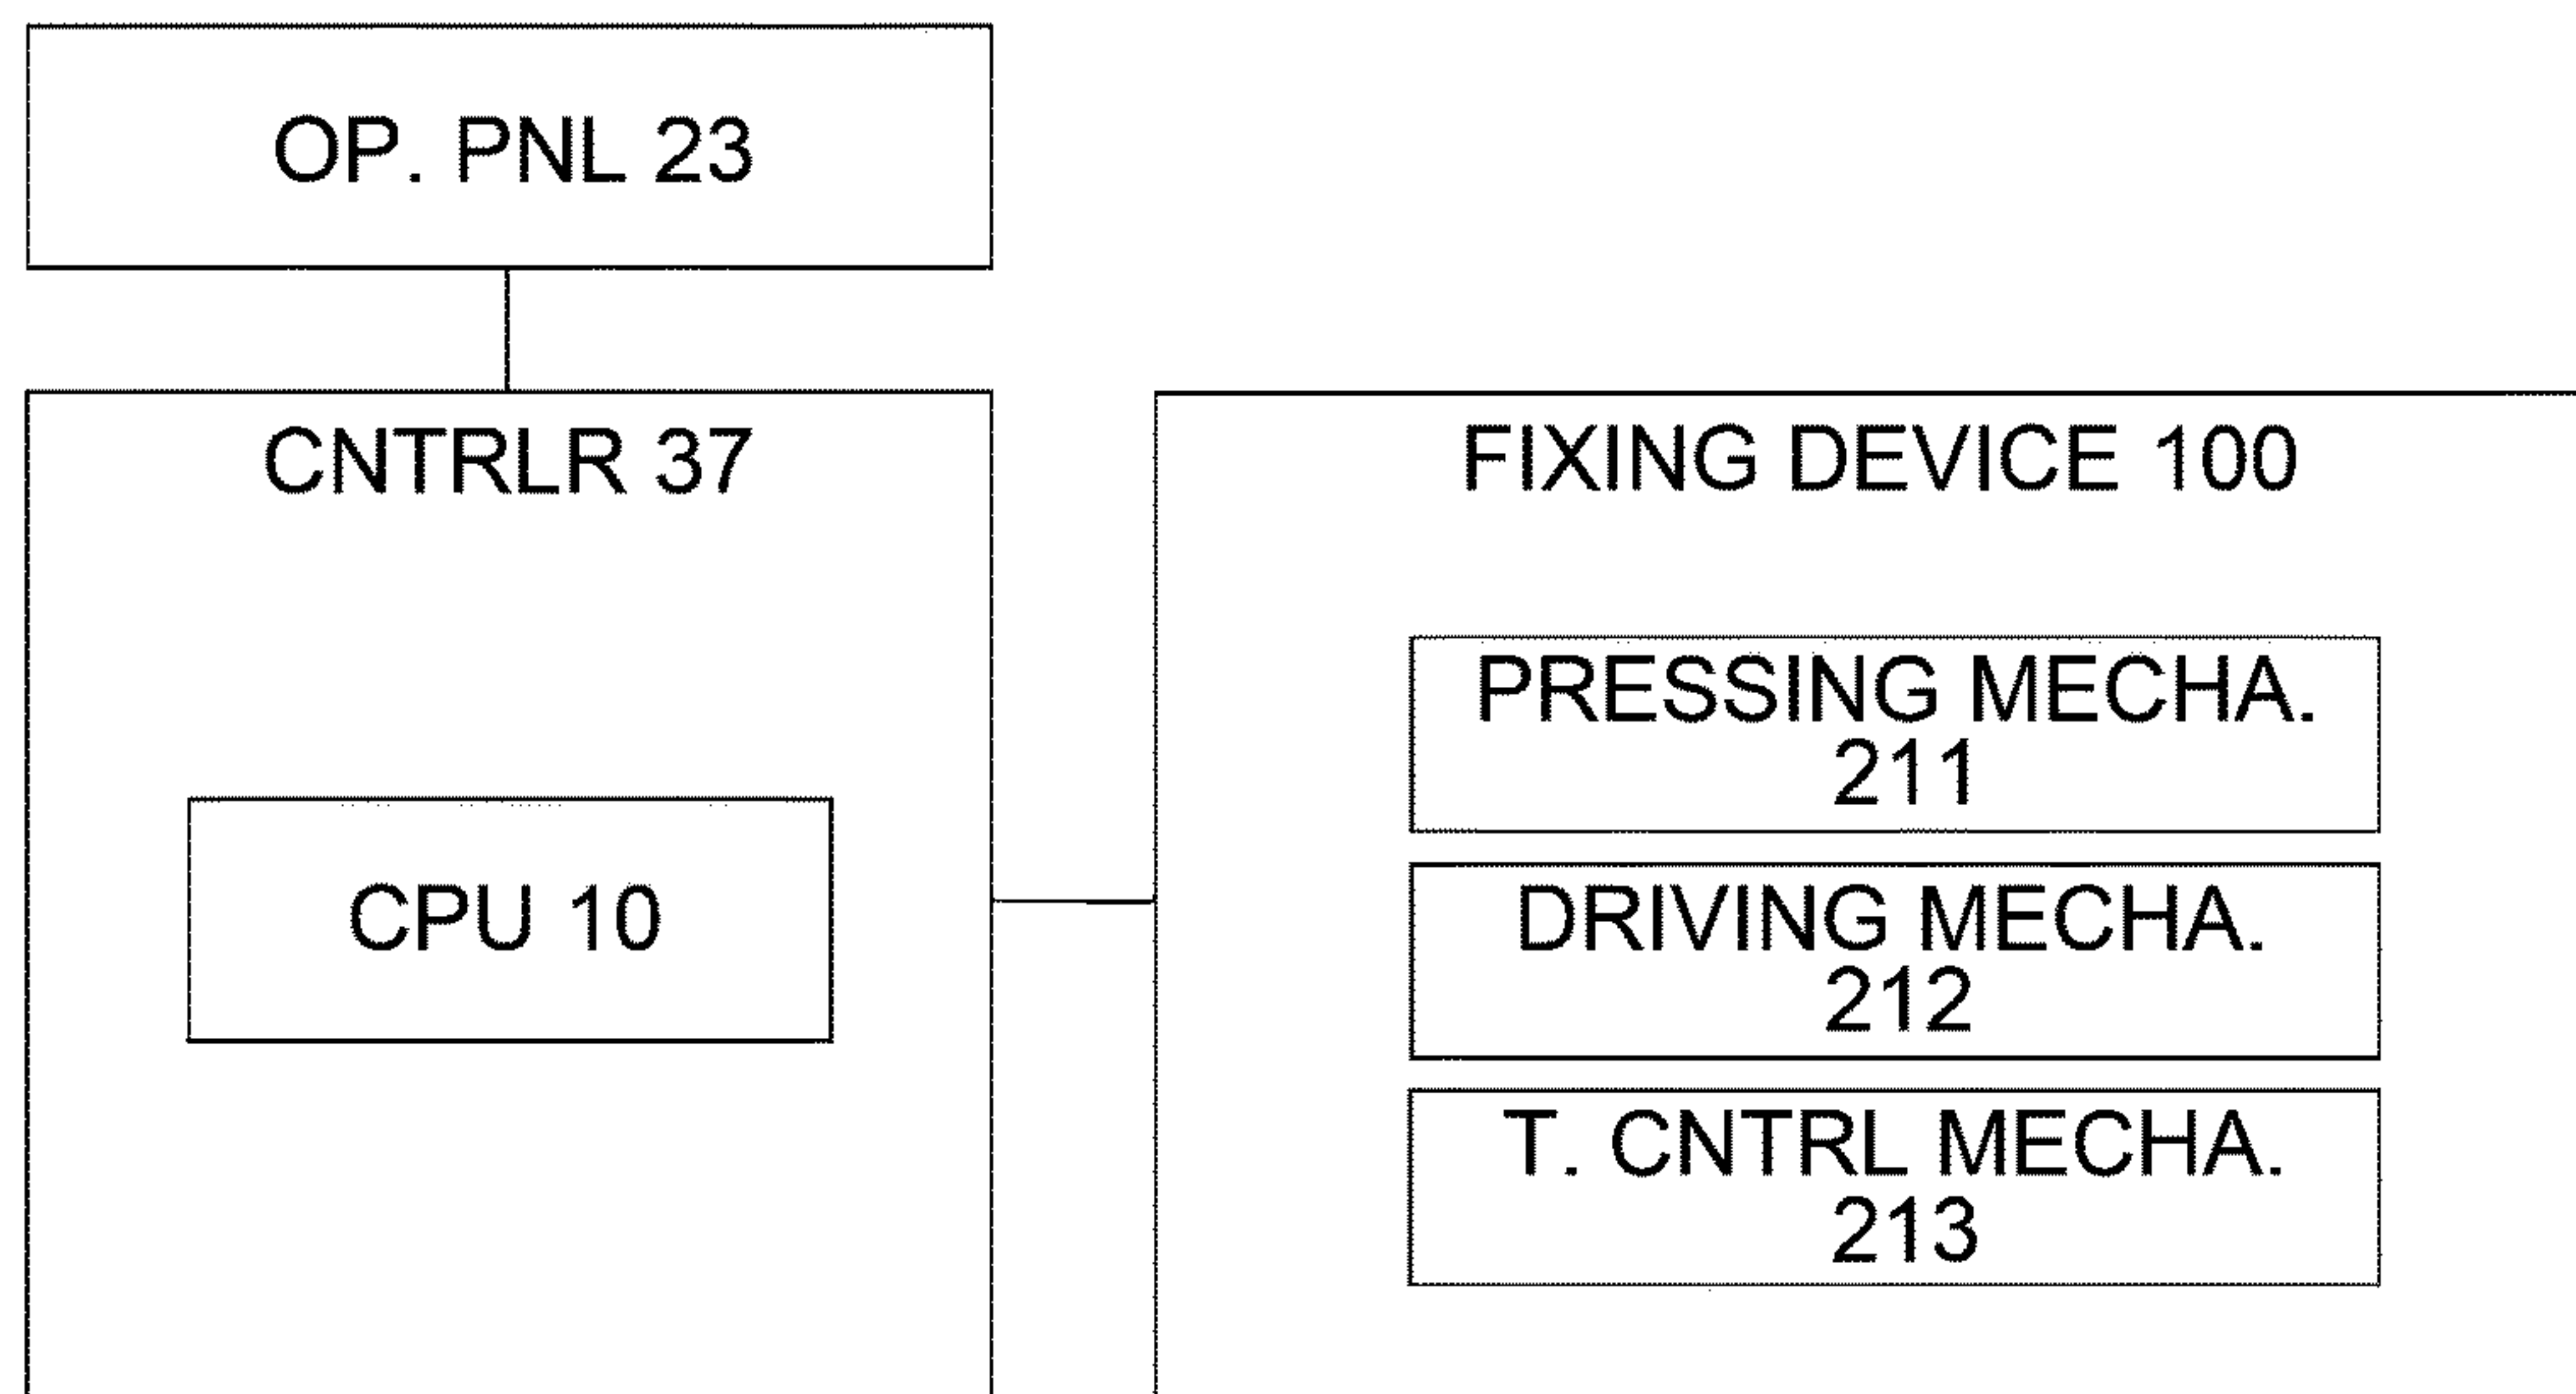 OP. PNL 23
CNTRLR 37
CPU 10
FIXING DEVICE 100
PRESSING MECHA.
211
DRIVING MECHA.
212
T. CNTRL MECHA.
213